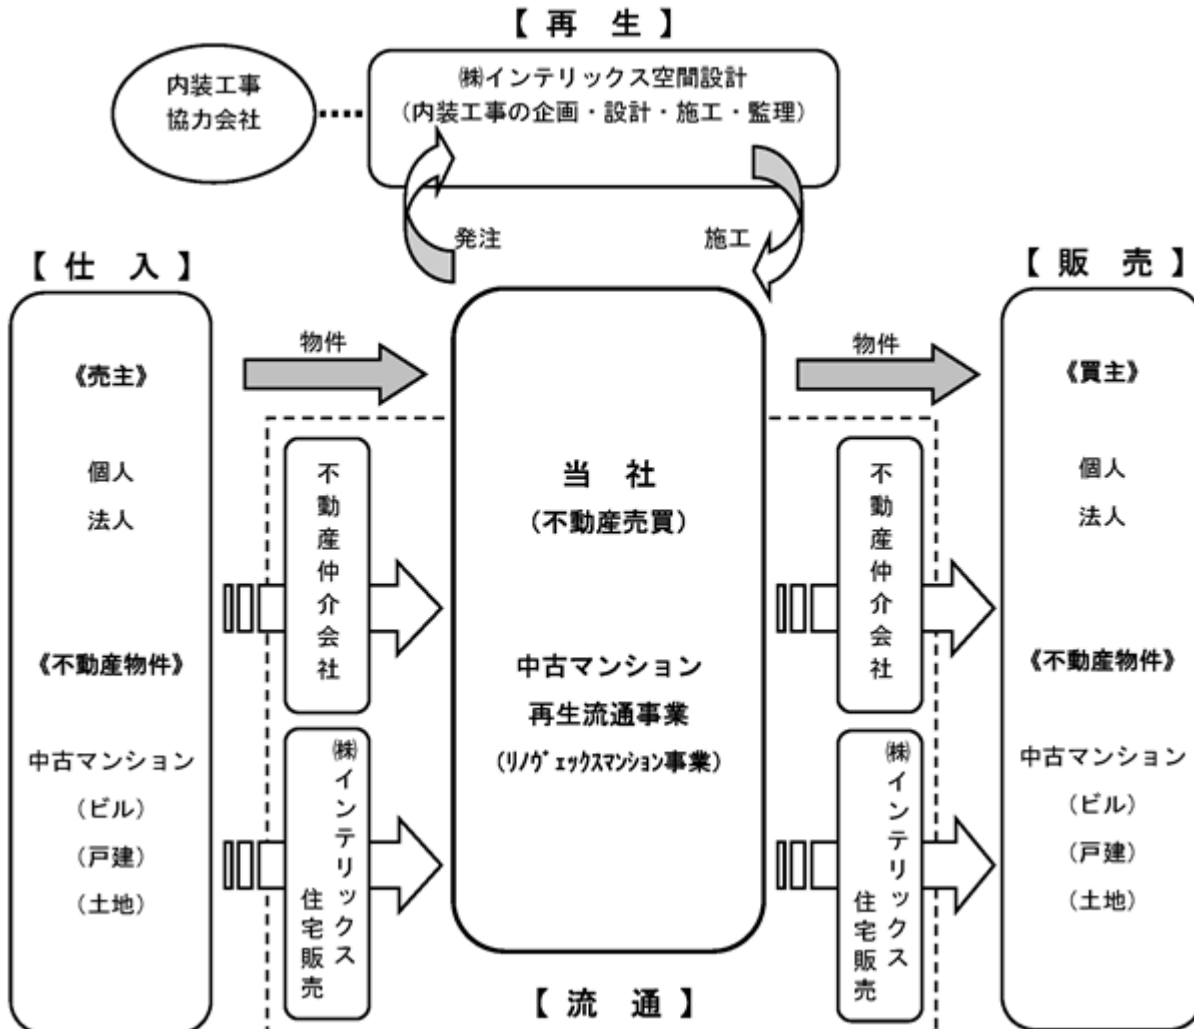 【 再　生 】
内装工事
協力会社
㈱インテリックス空間設計
(内装工事の企画・設計・施工・監理)
発注
施工
【 仕　入 】
《売主》
個人
法人
《不動産物件》
中古マンション
(ビル)
(戸建)
(土地)
物件
不動産仲介会社
㈱インテリックス
住宅販売
当　社
(不動産売買)
中古マンション
再生流通事業
(ﾘﾉｳﾞｪｯｸｽﾏﾝｼｮﾝ事業)
【 流　通 】
物件
不動産仲介会社
㈱インテリックス
住宅販売
【 販　売 】
《買主》
個人
法人
《不動産物件》
中古マンション
(ビル)
(戸建)
(土地)